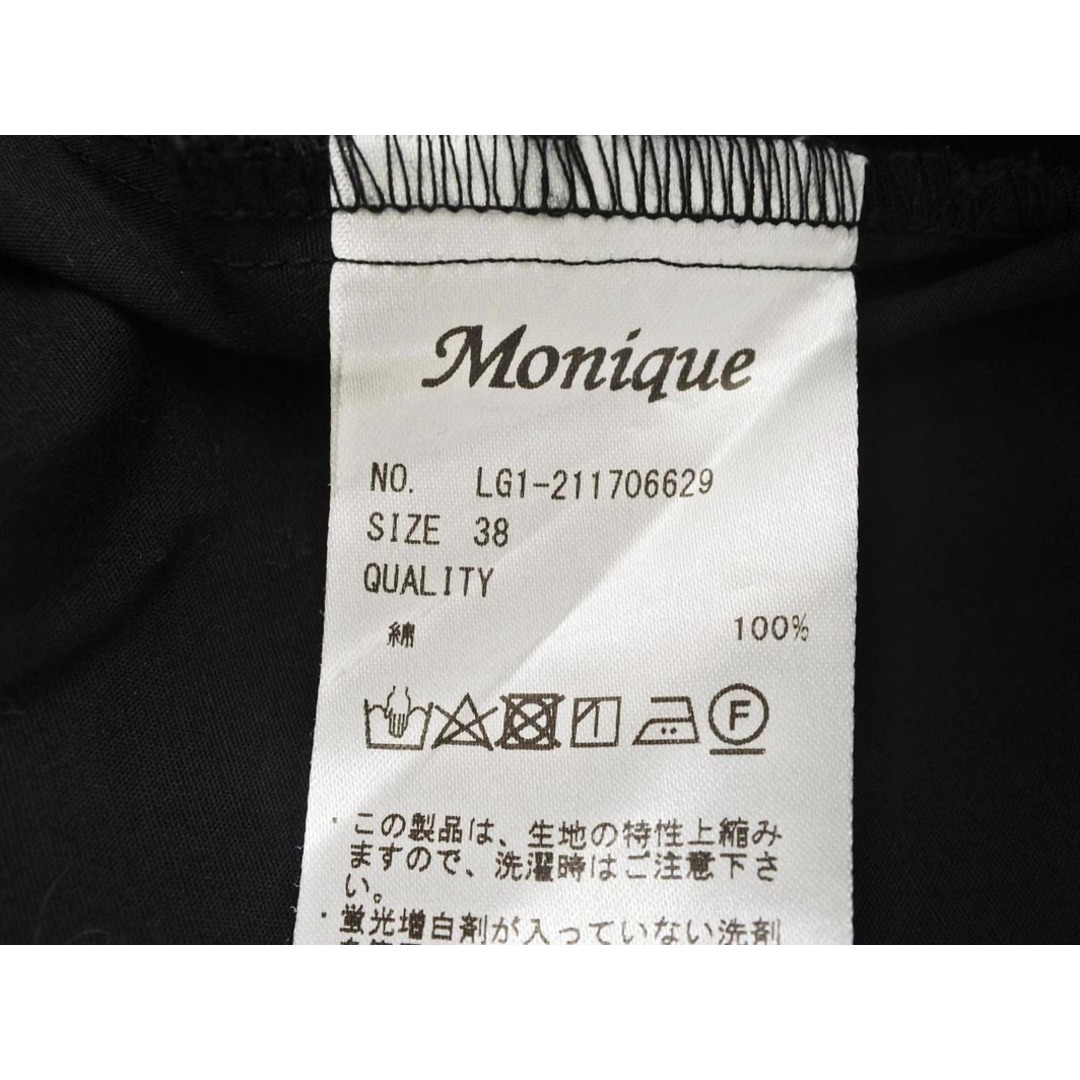 Monique
NO. LG1-211706629
SIZE 38
QUALITY
綿 100%
F
・この製品は、生地の特性上縮み
ますので、洗濯時はご注意下さ
い。
・蛍光増白剤が入っていない洗剤